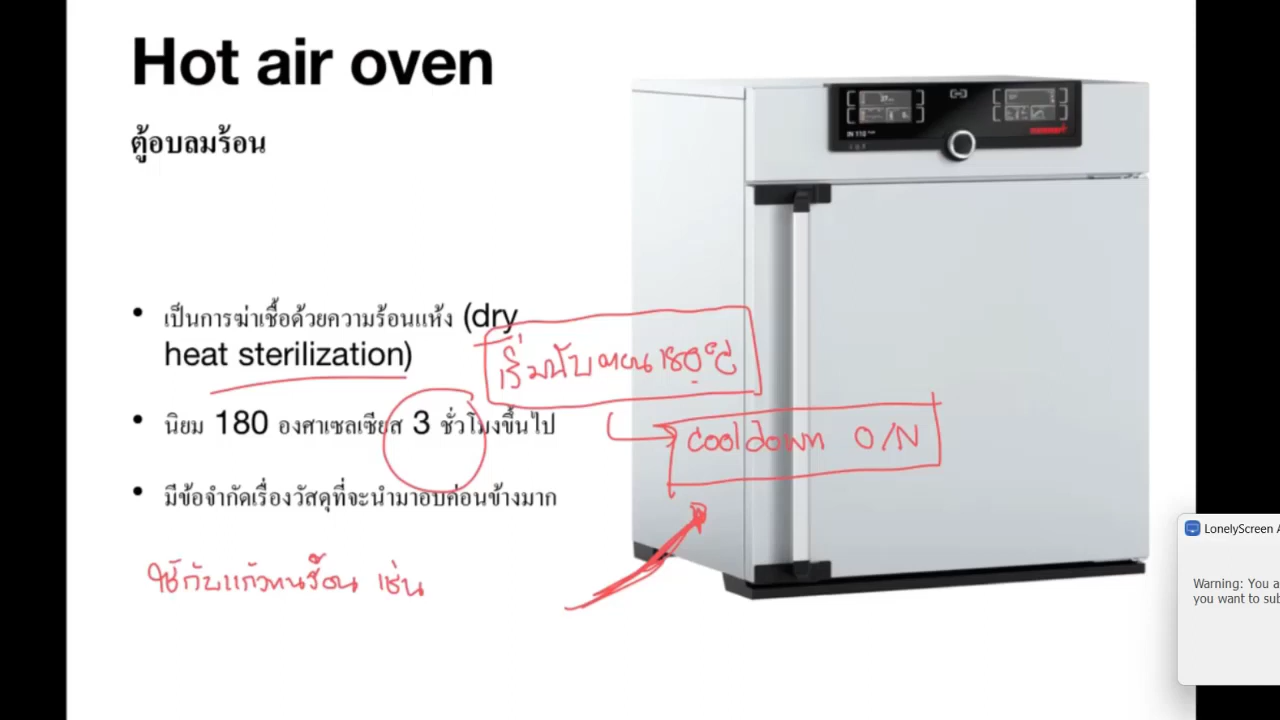 Hot air oven
ตู้อบลมร้อน
IN 110
• เป็นการฆ่าเชื้อด้วยความร้อนแห้ง (dry
heat sterilization)
เริ่มนับตอน 180°C
• นิยม 180 องศาเซลเซียส 3 ชั่วโมงขึ้นไป
cooldown O/N
• มีข้อจำกัดเรื่องวัสดุที่จะนำมาอบค่อนข้างมาก
ใช้กับแก้วทนร้อน เช่น
LonelyScreen A
Warning: You a
you want to sub